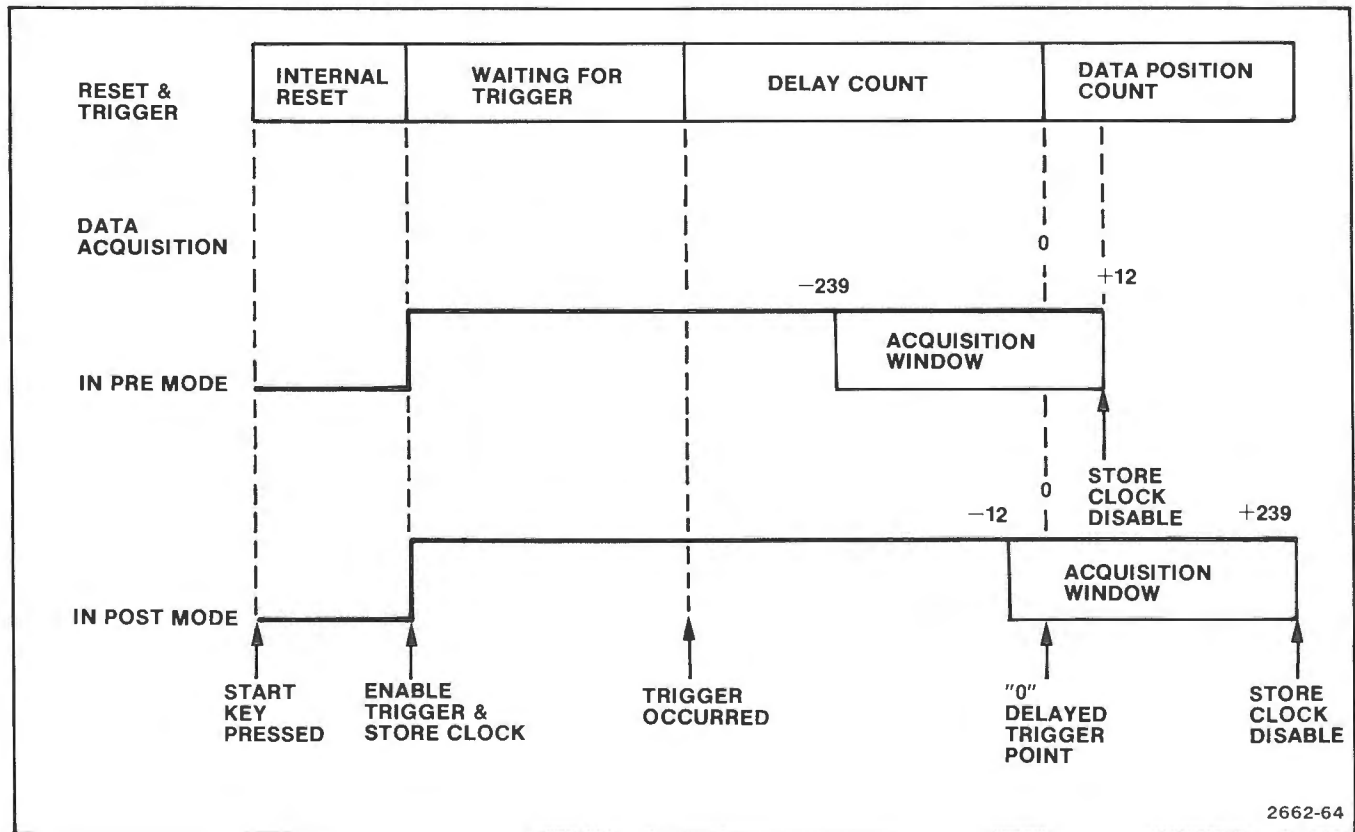 RESET &
TRIGGER
INTERNAL
RESET
WAITING FOR
TRIGGER
DELAY COUNT
DATA POSITION
COUNT
DATA
ACQUISITION
0
−239
+12
ACQUISITION
WINDOW
IN PRE MODE
STORE
CLOCK
DISABLE
0
−12
+239
ACQUISITION
WINDOW
IN POST MODE
START
KEY
PRESSED
ENABLE
TRIGGER &
STORE CLOCK
TRIGGER
OCCURRED
"0"
DELAYED
TRIGGER
POINT
STORE
CLOCK
DISABLE
2662-64